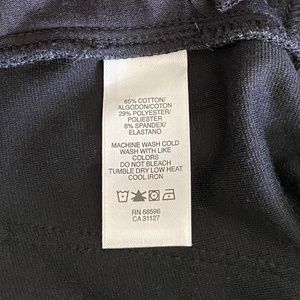 65% COTTON/
ALGODON/COTON
29% POLYESTER/
POLIESTER
6% SPANDEX/
ELASTANO
MACHINE WASH COLD
WASH WITH LIKE
COLORS
DO NOT BLEACH
TUMBLE DRY LOW HEAT
COOL IRON
RN 68596
CA 31127